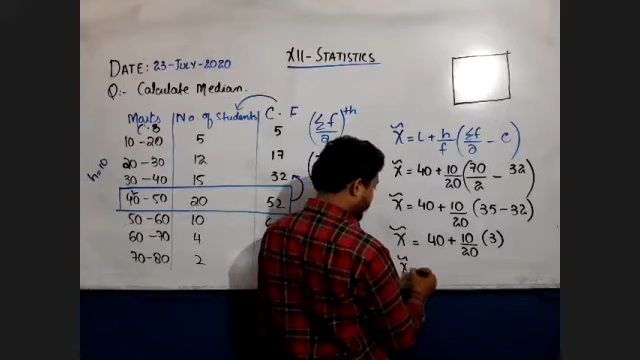 XII- STATISTICS
DATE: 23-JULY-2020
Q:- Calculate Median.
Marks No of Students C. F
C.B
10-20 5 5
20-30 12 17
30-40 15 32
40-50 20 52
50-60 10
60-70 4
70-80 2
h=10
(Σf/2)th
X̃ = L + h/f (Σf/2 - C)
X̃ = 40 + 10/20 (70/2 - 32)
X̃ = 40 + 10/20 (35-32)
X̃ = 40 + 10/20 (3)
X̃